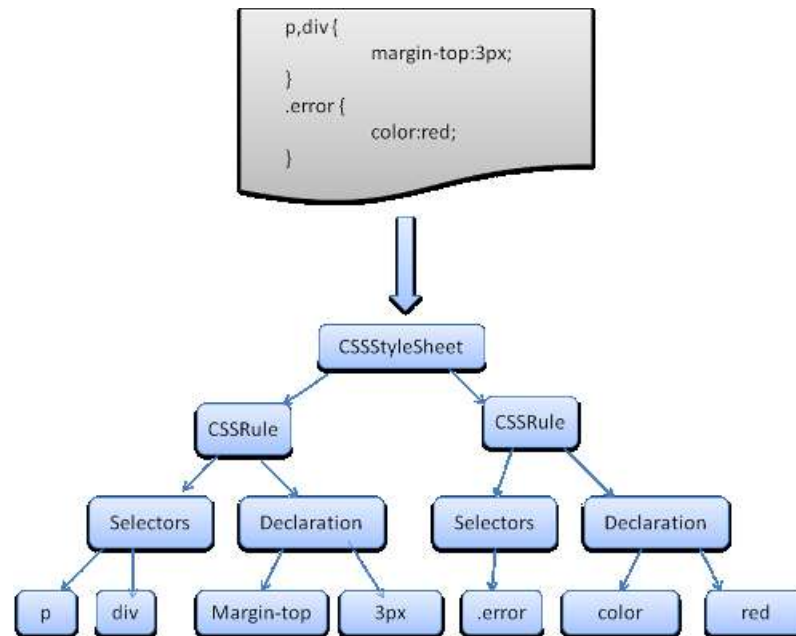 p,div {
margin-top:3px;
}
.error {
color:red;
}
CSSStyleSheet
CSSRule
CSSRule
Selectors
Declaration
Selectors
Declaration
p
div
Margin-top
3px
.error
color
red